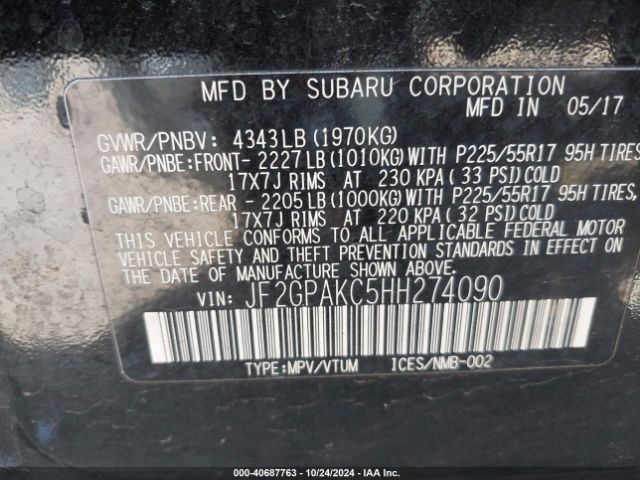 MFD BY SUBARU CORPORATION
MFD IN 05/17
GVWR/PNBV: 4343LB (1970KG)
GAWR/PNBE:FRONT- 2227 LB (1010KG) WITH P225/55R17 95H TIRES
17X7J RIMS AT 230 KPA ( 33 PSI) COLD
GAWR/PNBE:REAR - 2205 LB (1000KG) WITH P225/55R17 95H TIRES,
17X7J RIMS AT 220 KPA ( 32 PSI) COLD
THIS VEHICLE CONFORMS TO ALL APPLICABLE FEDERAL MOTOR
VEHICLE SAFETY AND THEFT PREVENTION STANDARDS IN EFFECT ON
THE DATE OF MANUFACTURE SHOWN ABOVE.
VIN: JF2GPAKC5HH274090
TYPE:MPV/VTUM ICES/NMB-002
000-40687763 - 10/24/2024 - IAA Inc.